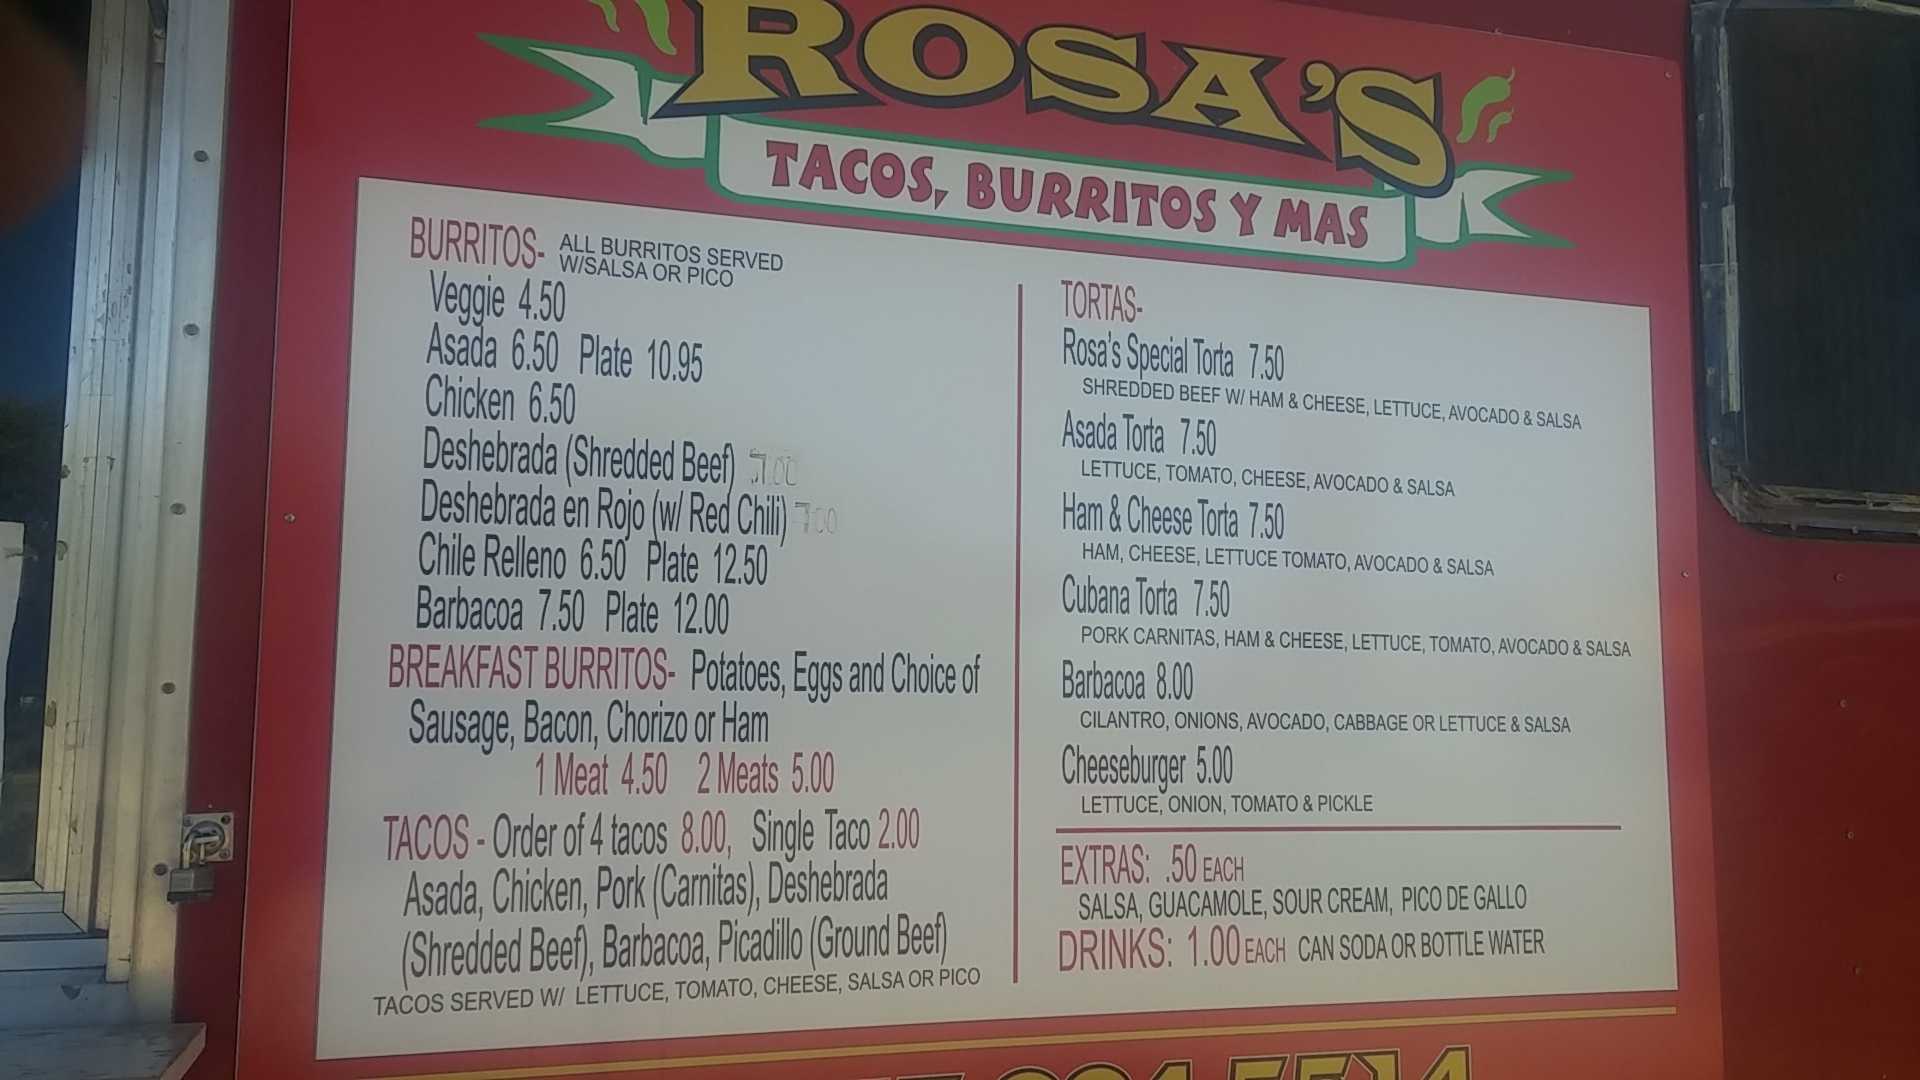 ROSA'S
TACOS, BURRITOS Y MAS
BURRITOS- ALL BURRITOS SERVED
W/SALSA OR PICO
Veggie 4.50
Asada 6.50 Plate 10.95
Chicken 6.50
Deshebrada (Shredded Beef) 7.00
Deshebrada en Rojo (w/ Red Chili) 7.00
Chile Relleno 6.50 Plate 12.50
Barbacoa 7.50 Plate 12.00
BREAKFAST BURRITOS- Potatoes, Eggs and Choice of
Sausage, Bacon, Chorizo or Ham
1 Meat 4.50 2 Meats 5.00
TACOS - Order of 4 tacos 8.00, Single Taco 2.00
Asada, Chicken, Pork (Carnitas), Deshebrada
(Shredded Beef), Barbacoa, Picadillo (Ground Beef)
TACOS SERVED W/ LETTUCE, TOMATO, CHEESE, SALSA OR PICO
TORTAS-
Rosa's Special Torta 7.50
SHREDDED BEEF W/ HAM & CHEESE, LETTUCE, AVOCADO & SALSA
Asada Torta 7.50
LETTUCE, TOMATO, CHEESE, AVOCADO & SALSA
Ham & Cheese Torta 7.50
HAM, CHEESE, LETTUCE TOMATO, AVOCADO & SALSA
Cubana Torta 7.50
PORK CARNITAS, HAM & CHEESE, LETTUCE, TOMATO, AVOCADO & SALSA
Barbacoa 8.00
CILANTRO, ONIONS, AVOCADO, CABBAGE OR LETTUCE & SALSA
Cheeseburger 5.00
LETTUCE, ONION, TOMATO & PICKLE
EXTRAS: .50 EACH
SALSA, GUACAMOLE, SOUR CREAM, PICO DE GALLO
DRINKS: 1.00 EACH CAN SODA OR BOTTLE WATER